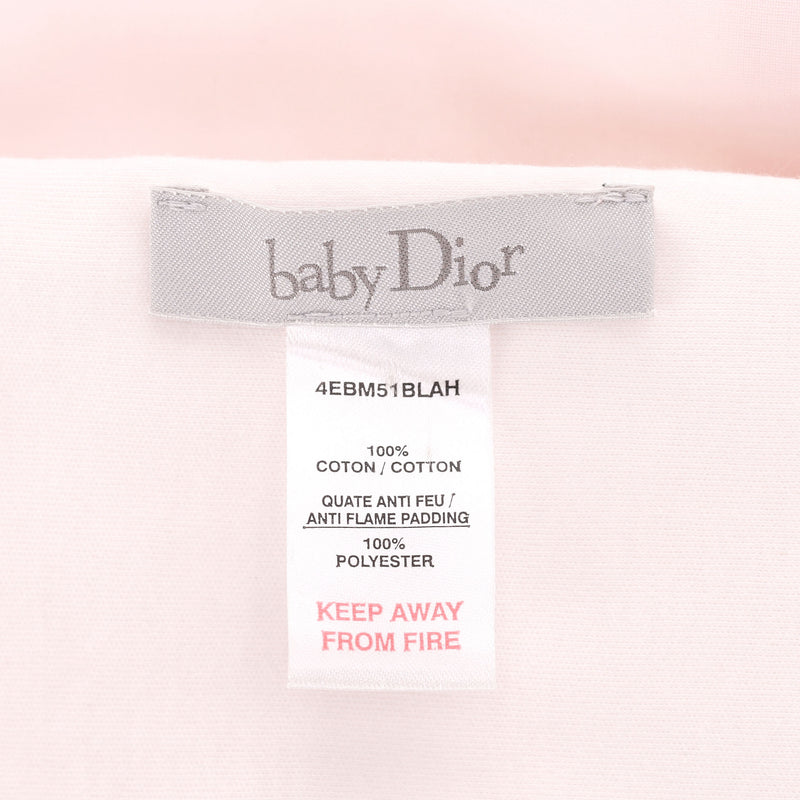 baby Dior
4EBM51BLAH
100%
COTON / COTTON
QUATE ANTI FEU /
ANTI FLAME PADDING
100%
POLYESTER
KEEP AWAY
FROM FIRE